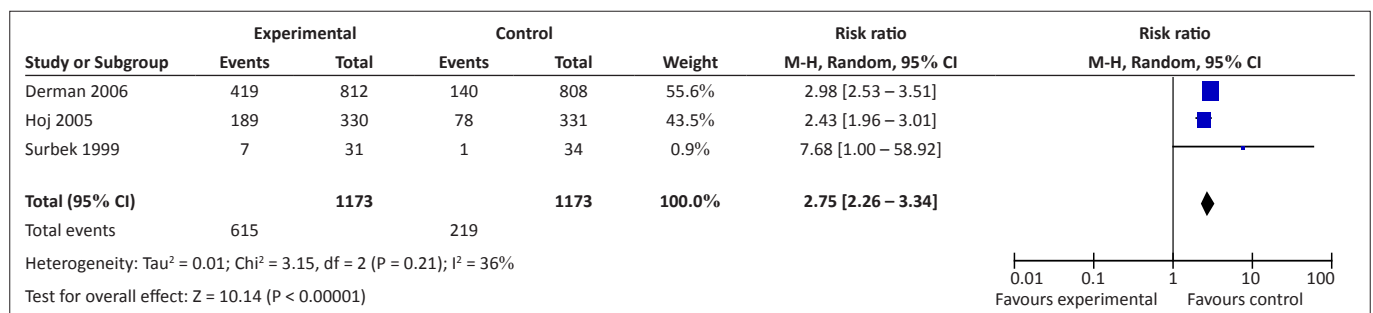 Experimental Control Risk ratio Risk ratio
Study or Subgroup Events Total Events Total Weight M-H, Random, 95% CI M-H, Random, 95% CI
Derman 2006 419 812 140 808 55.6% 2.98 [2.53 – 3.51]
Hoj 2005 189 330 78 331 43.5% 2.43 [1.96 – 3.01]
Surbek 1999 7 31 1 34 0.9% 7.68 [1.00 – 58.92]
Total (95% CI) 1173 1173 100.0% 2.75 [2.26 – 3.34]
Total events 615 219
Heterogeneity: Tau² = 0.01; Chi² = 3.15, df = 2 (P = 0.21); I² = 36%
Test for overall effect: Z = 10.14 (P < 0.00001)
0.01 0.1 1 10 100
Favours experimental Favours control